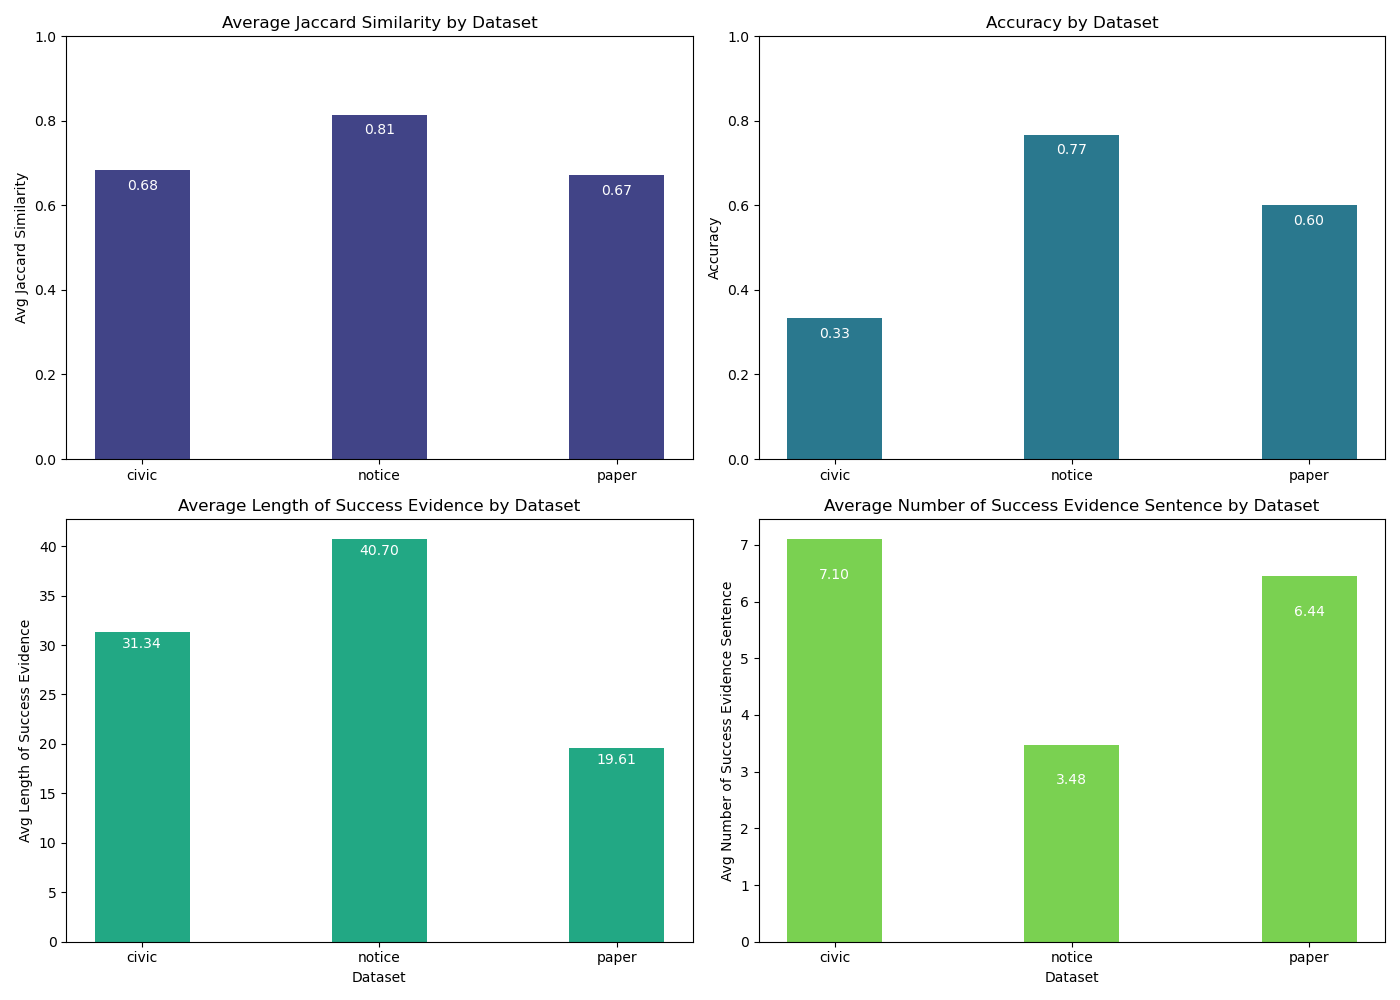 Average Jaccard Similarity by Dataset
Avg Jaccard Similarity
1.0
0.8
0.6
0.4
0.2
0.0
0.68
0.81
0.67
civic notice paper
Accuracy by Dataset
Accuracy
1.0
0.8
0.6
0.4
0.2
0.0
0.33
0.77
0.60
civic notice paper
Average Length of Success Evidence by Dataset
Avg Length of Success Evidence
40
35
30
25
20
15
10
5
0
31.34
40.70
19.61
civic notice paper
Dataset
Average Number of Success Evidence Sentence by Dataset
Avg Number of Success Evidence Sentence
7
6
5
4
3
2
1
0
7.10
3.48
6.44
civic notice paper
Dataset